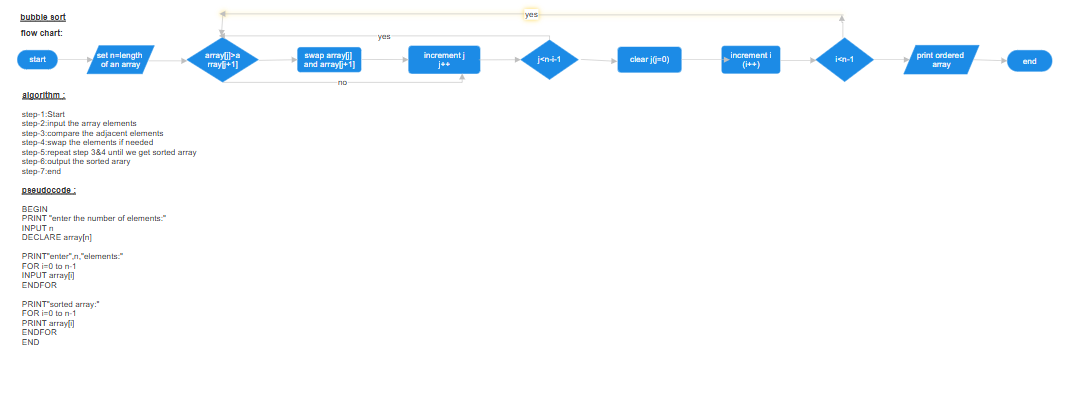 bubble sort
flow chart:
yes
yes
no
start
set n=length
of an array
array[j]>a
rray[j+1]
swap array[j]
and array[j+1]
increment j
j++
j<n-i-1
clear j(j=0)
increment i
(i++)
i<n-1
print ordered
array
end
algorithm :
step-1:Start
step-2:input the array elements
step-3:compare the adjacent elements
step-4:swap the elements if needed
step-5:repeat step 3&4 until we get sorted array
step-6:output the sorted arary
step-7:end
pseudocode :
BEGIN
PRINT "enter the number of elements:"
INPUT n
DECLARE array[n]
PRINT"enter",n,"elements:"
FOR i=0 to n-1
INPUT array[i]
ENDFOR
PRINT"sorted array:"
FOR i=0 to n-1
PRINT array[i]
ENDFOR
END